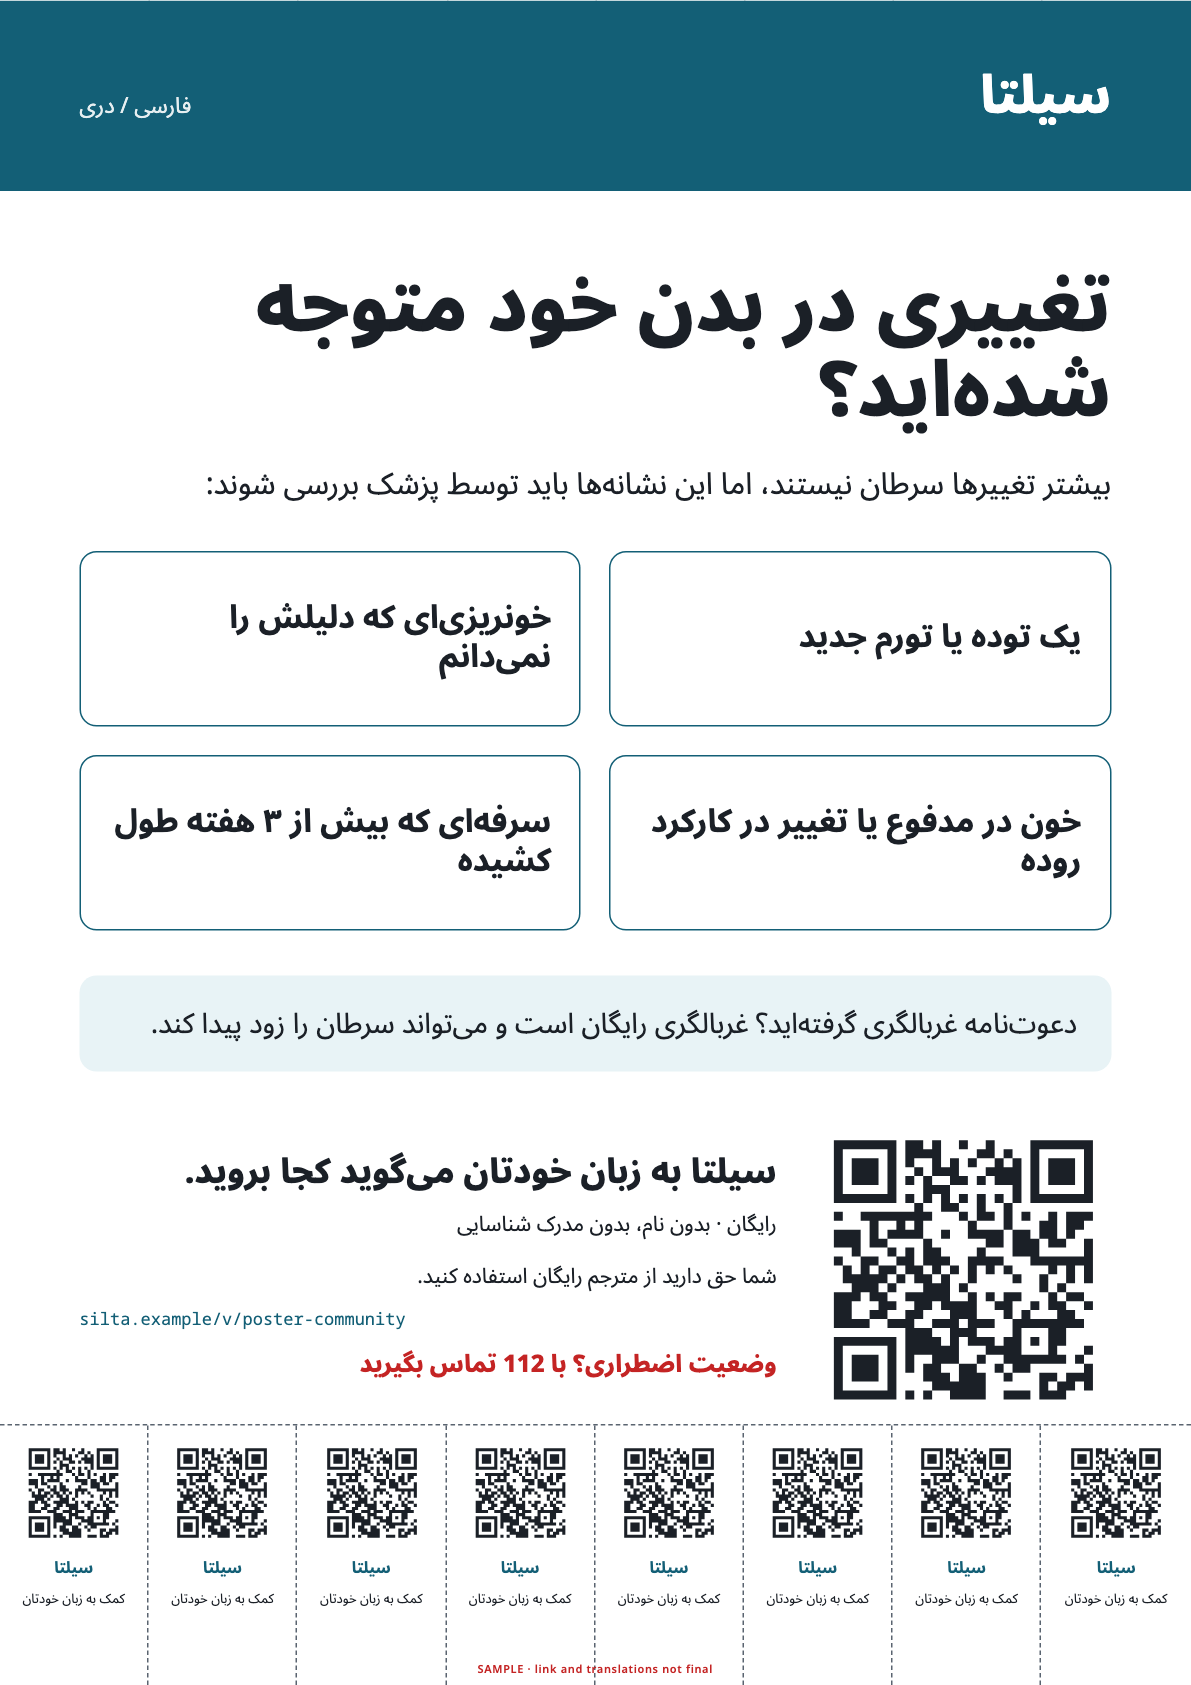 سیلتا
فارسی / دری
تغییری در بدن خود متوجه
شده‌اید؟
بیشتر تغییرها سرطان نیستند، اما این نشانه‌ها باید توسط پزشک بررسی شوند:
یک توده یا تورم جدید
خونریزی‌ای که دلیلش را
نمی‌دانم
خون در مدفوع یا تغییر در کارکرد
روده
سرفه‌ای که بیش از ۳ هفته طول
کشیده
دعوت‌نامه غربالگری گرفته‌اید؟ غربالگری رایگان است و می‌تواند سرطان را زود پیدا کند.
سیلتا به زبان خودتان می‌گوید کجا بروید.
رایگان · بدون نام، بدون مدرک شناسایی
شما حق دارید از مترجم رایگان استفاده کنید.
silta.example/v/poster-community
وضعیت اضطراری؟ با 112 تماس بگیرید
سیلتا
کمک به زبان خودتان
سیلتا
کمک به زبان خودتان
سیلتا
کمک به زبان خودتان
سیلتا
کمک به زبان خودتان
سیلتا
کمک به زبان خودتان
سیلتا
کمک به زبان خودتان
سیلتا
کمک به زبان خودتان
سیلتا
کمک به زبان خودتان
SAMPLE · link and translations not final